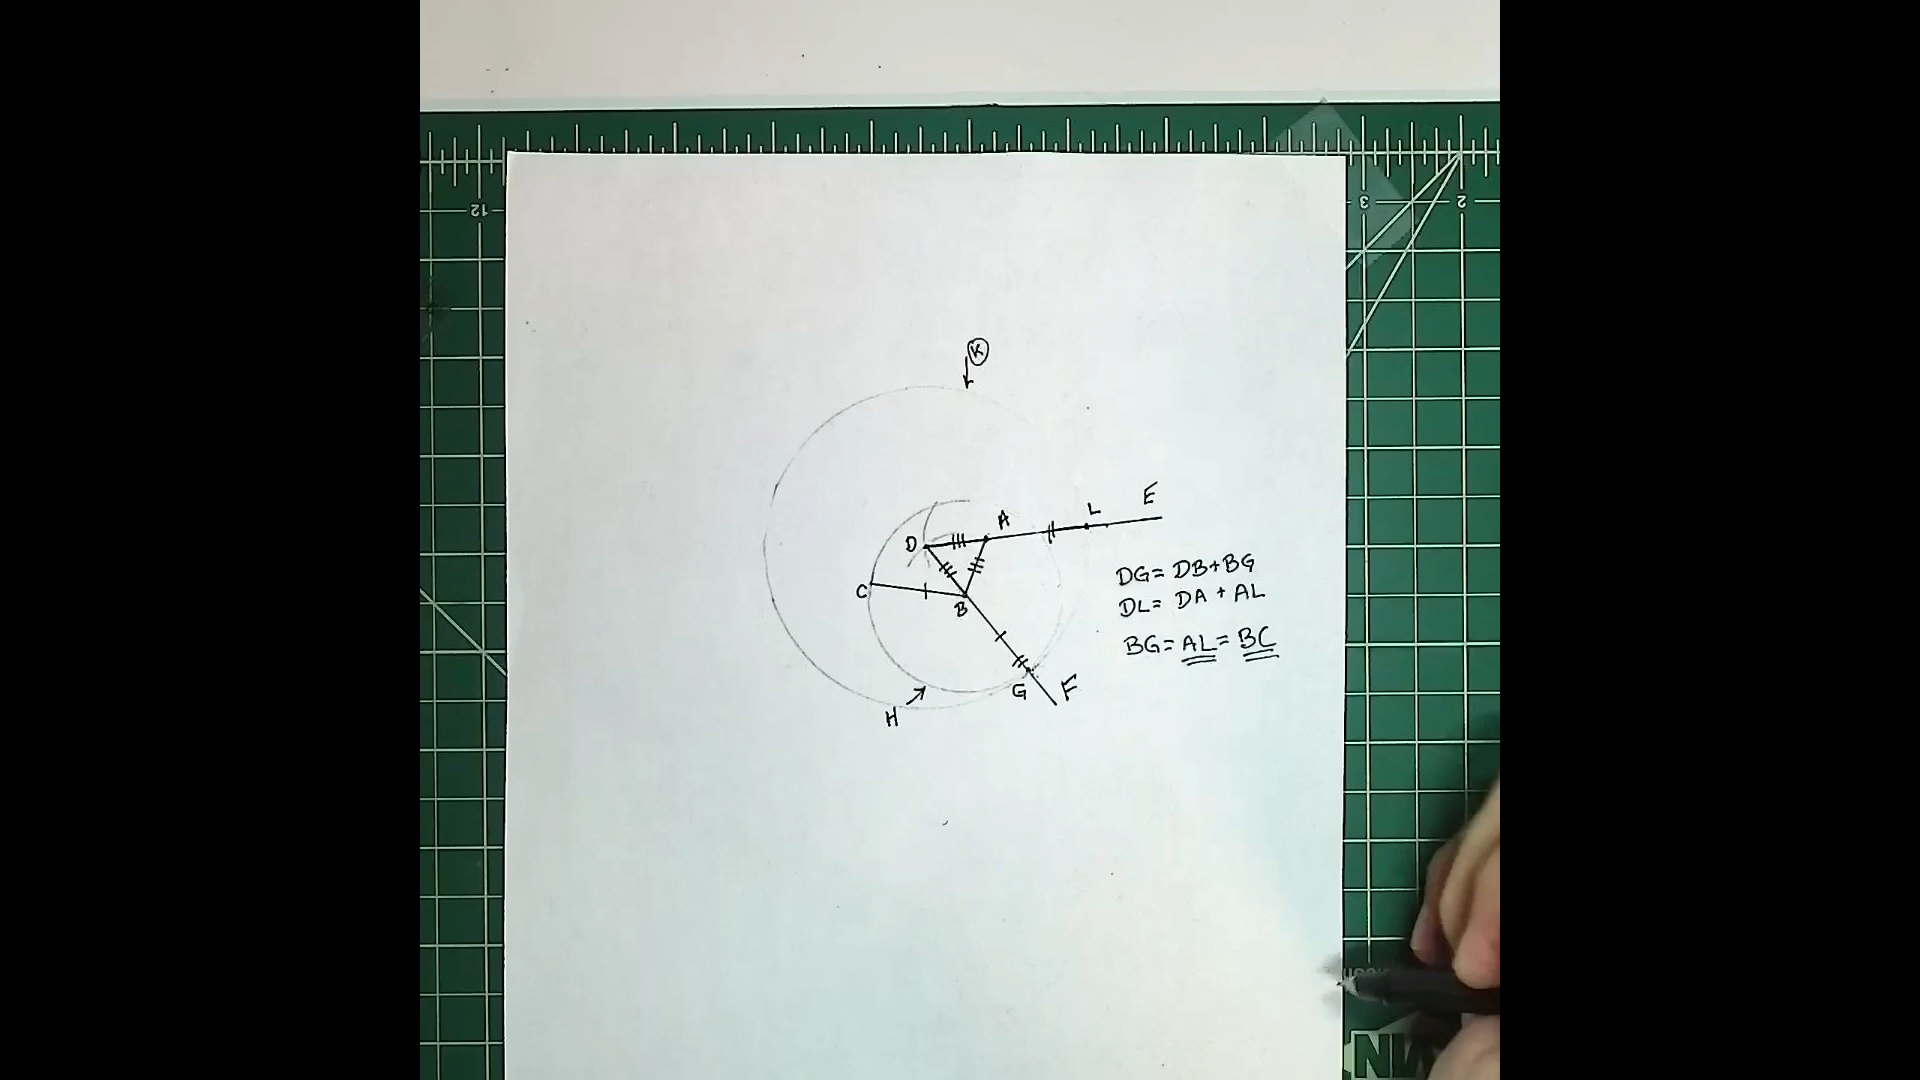 K
12
3
2
E
L
A
D
DG = DB + BG
C
DL = DA + AL
B
BG = AL = BC
G
F
H